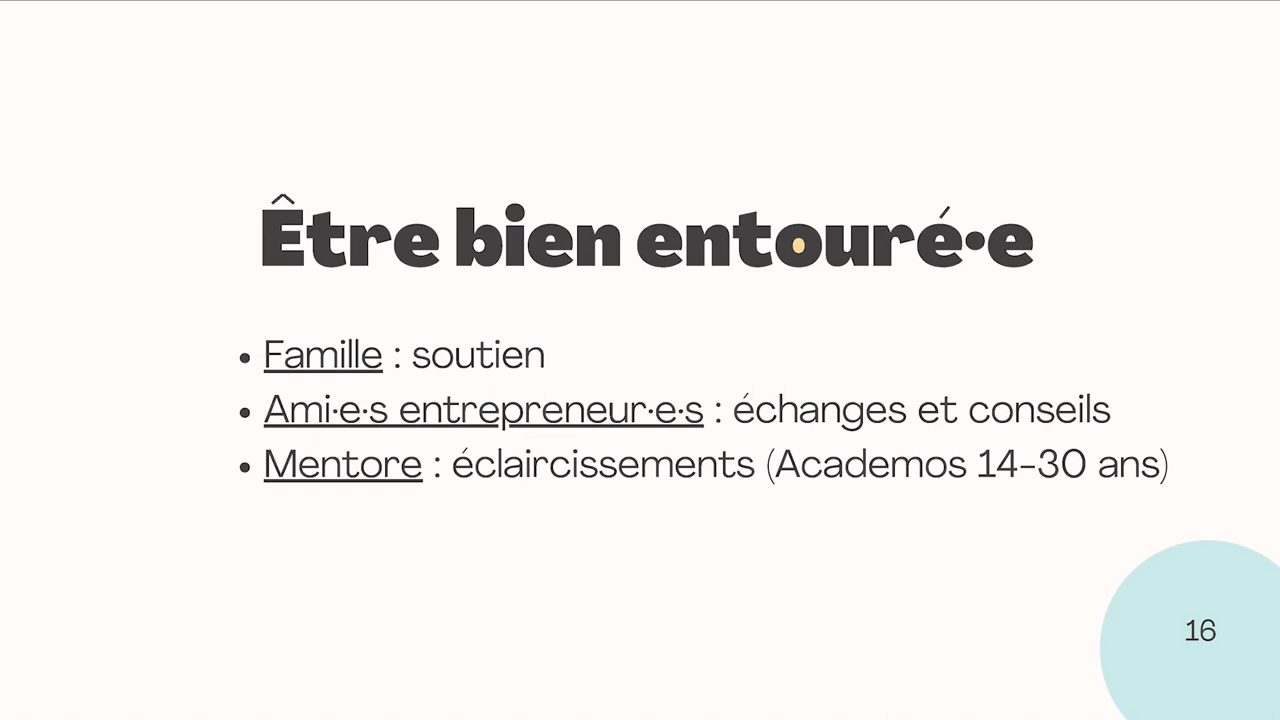 Être bien entouré•e
• Famille : soutien
• Ami·e·s entrepreneur·e·s : échanges et conseils
• Mentore : éclaircissements (Academos 14-30 ans)
16